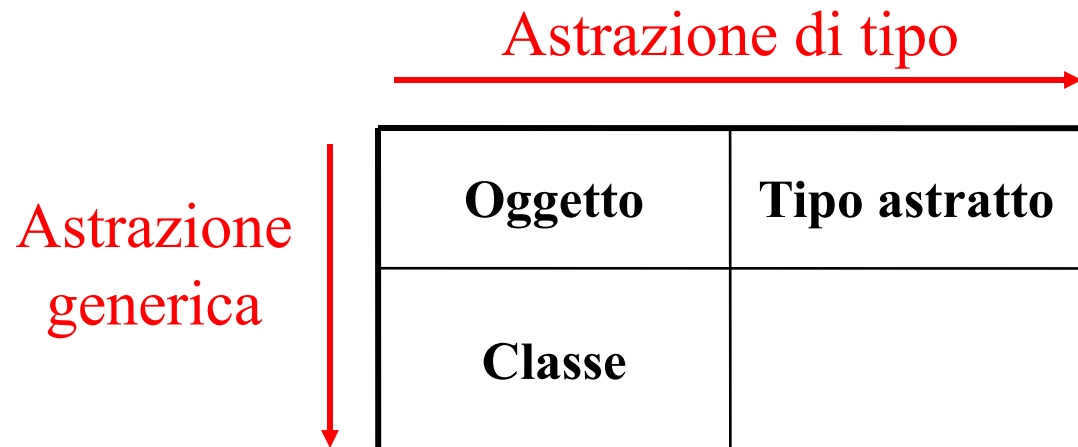 Astrazione di tipo
Astrazione
generica
Oggetto
Tipo astratto
Classe